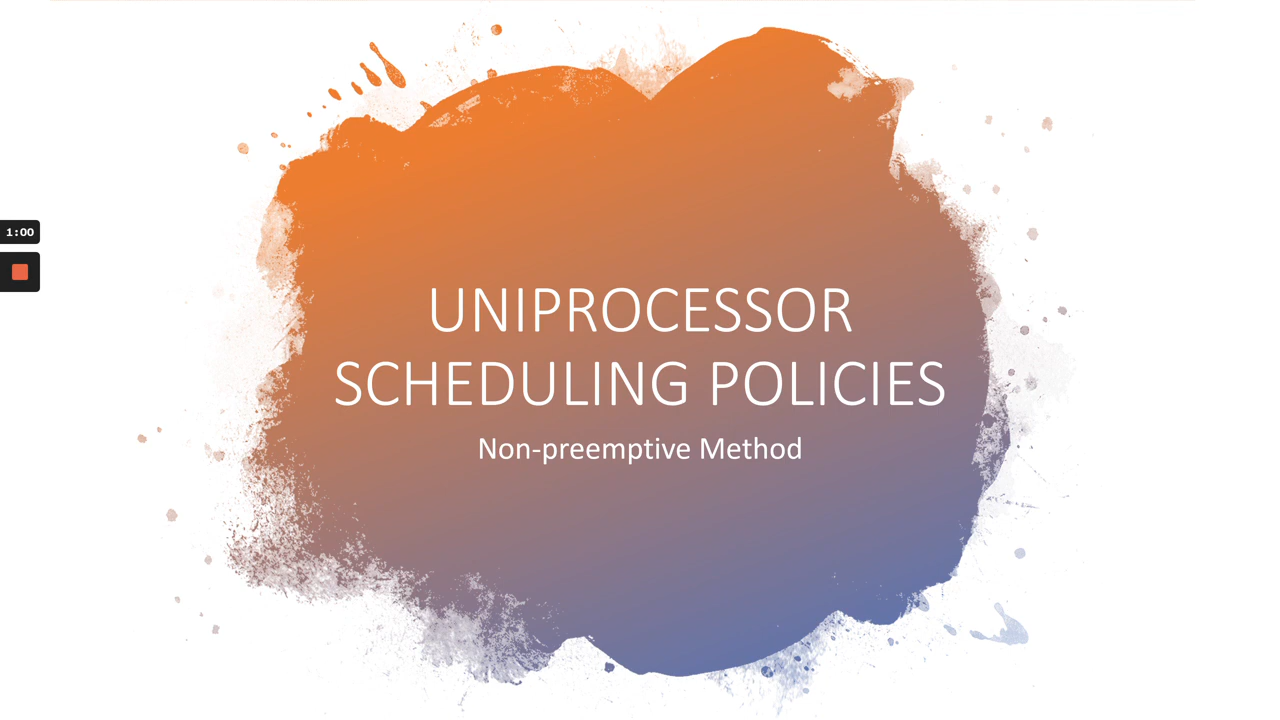 1:00
UNIPROCESSOR
SCHEDULING POLICIES
Non-preemptive Method